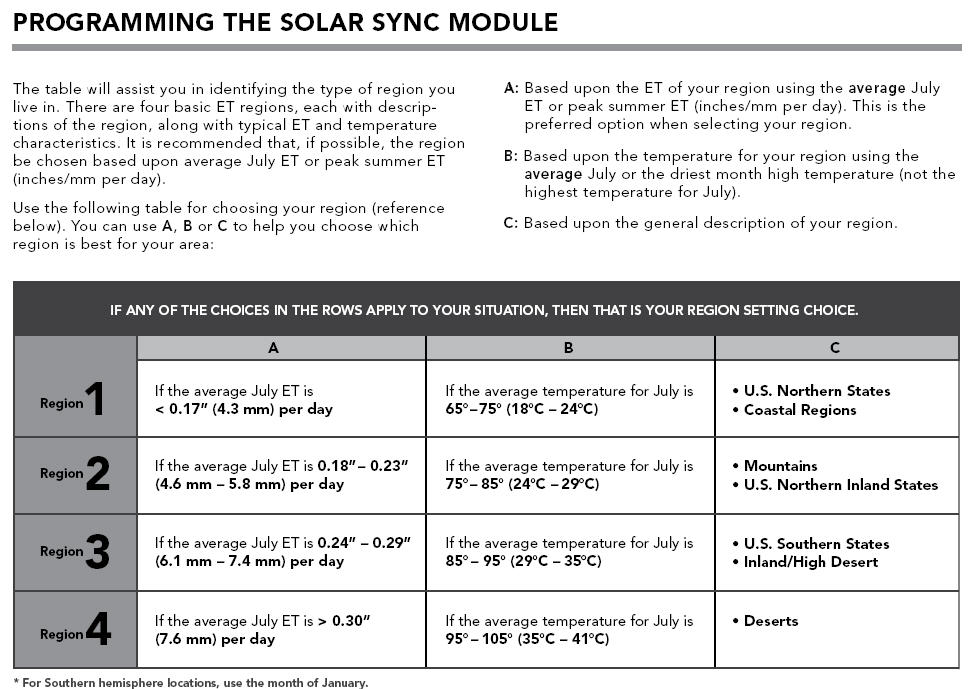 PROGRAMMING THE SOLAR SYNC MODULE
The table will assist you in identifying the type of region you
live in. There are four basic ET regions, each with descrip-
tions of the region, along with typical ET and temperature
characteristics. It is recommended that, if possible, the region
be chosen based upon average July ET or peak summer ET
(inches/mm per day).
Use the following table for choosing your region (reference
below). You can use A, B or C to help you choose which
region is best for your area:
A: Based upon the ET of your region using the average July
ET or peak summer ET (inches/mm per day). This is the
preferred option when selecting your region.
B: Based upon the temperature for your region using the
average July or the driest month high temperature (not the
highest temperature for July).
C: Based upon the general description of your region.
IF ANY OF THE CHOICES IN THE ROWS APPLY TO YOUR SITUATION, THEN THAT IS YOUR REGION SETTING CHOICE.
A
B
C
Region 1
If the average July ET is
< 0.17” (4.3 mm) per day
If the average temperature for July is
65°–75° (18°C – 24°C)
• U.S. Northern States
• Coastal Regions
Region 2
If the average July ET is 0.18”– 0.23”
(4.6 mm – 5.8 mm) per day
If the average temperature for July is
75°– 85° (24°C – 29°C)
• Mountains
• U.S. Northern Inland States
Region 3
If the average July ET is 0.24” – 0.29”
(6.1 mm – 7.4 mm) per day
If the average temperature for July is
85°– 95° (29°C – 35°C)
• U.S. Southern States
• Inland/High Desert
Region 4
If the average July ET is > 0.30”
(7.6 mm) per day
If the average temperature for July is
95°– 105° (35°C – 41°C)
• Deserts
* For Southern hemisphere locations, use the month of January.